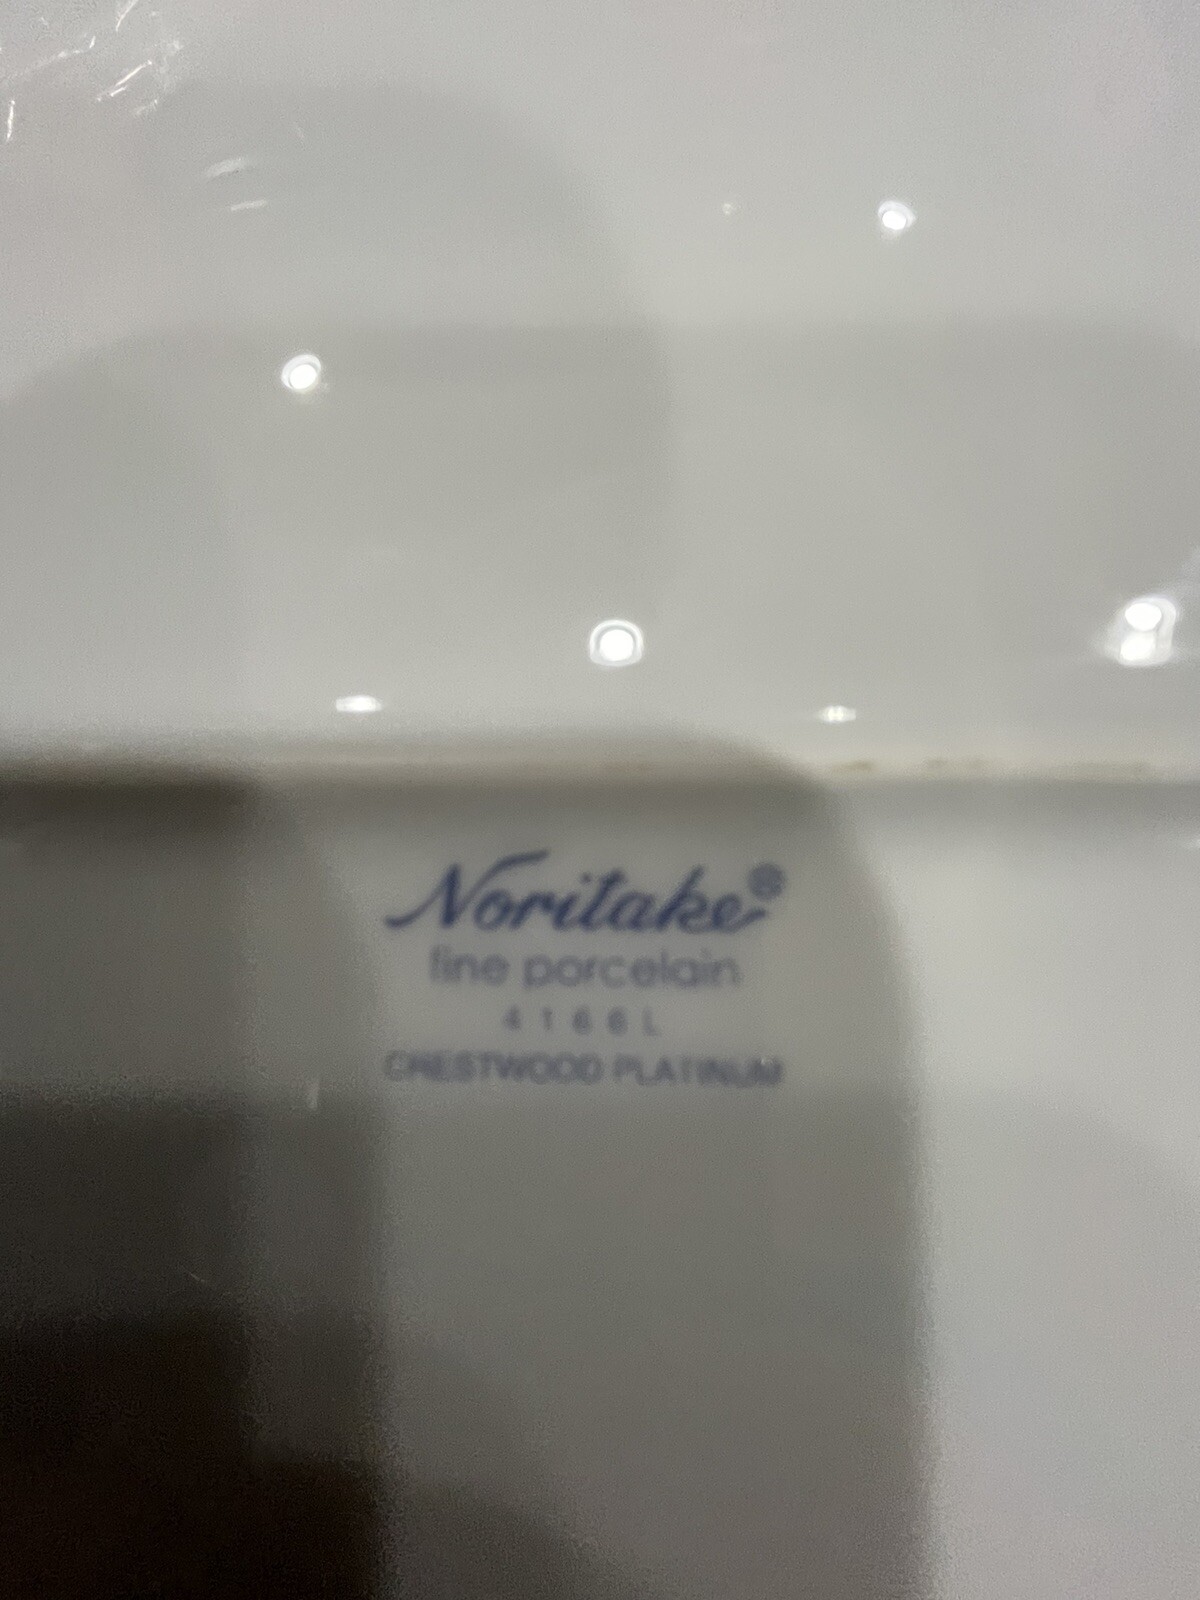 Noritake®
fine porcelain
4166L
CRESTWOOD PLATINUM